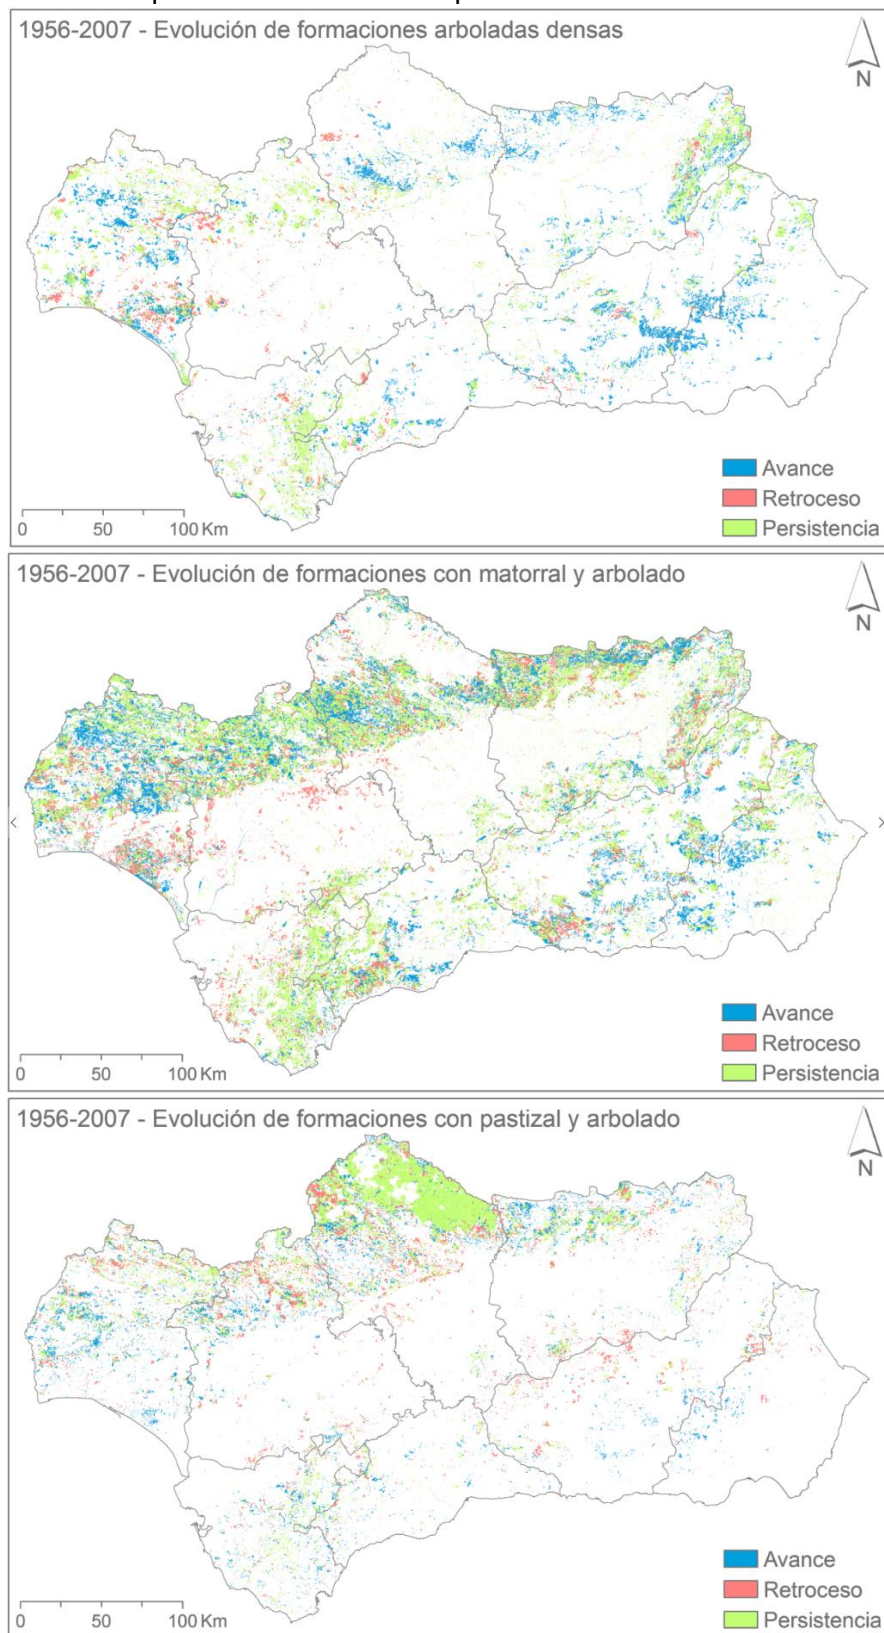 1956-2007 - Evolución de formaciones arboladas densas
N
Avance
Retroceso
Persistencia
0 50 100 Km
1956-2007 - Evolución de formaciones con matorral y arbolado
N
Avance
Retroceso
Persistencia
0 50 100 Km
1956-2007 - Evolución de formaciones con pastizal y arbolado
N
Avance
Retroceso
Persistencia
0 50 100 Km